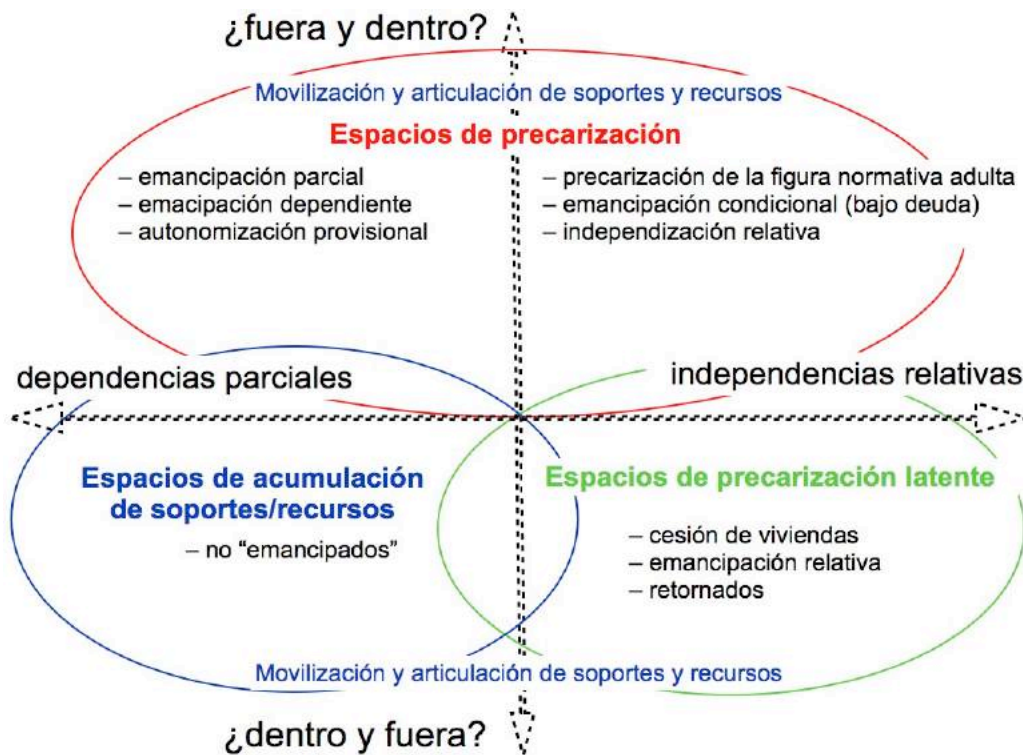 ¿fuera y dentro?
Movilización y articulación de soportes y recursos
Espacios de precarización
– emancipación parcial
– emacipación dependiente
– autonomización provisional
– precarización de la figura normativa adulta
– emancipación condicional (bajo deuda)
– independización relativa
dependencias parciales
independencias relativas
Espacios de acumulación
de soportes/recursos
– no “emancipados”
Espacios de precarización latente
– cesión de viviendas
– emancipación relativa
– retornados
Movilización y articulación de soportes y recursos
¿dentro y fuera?